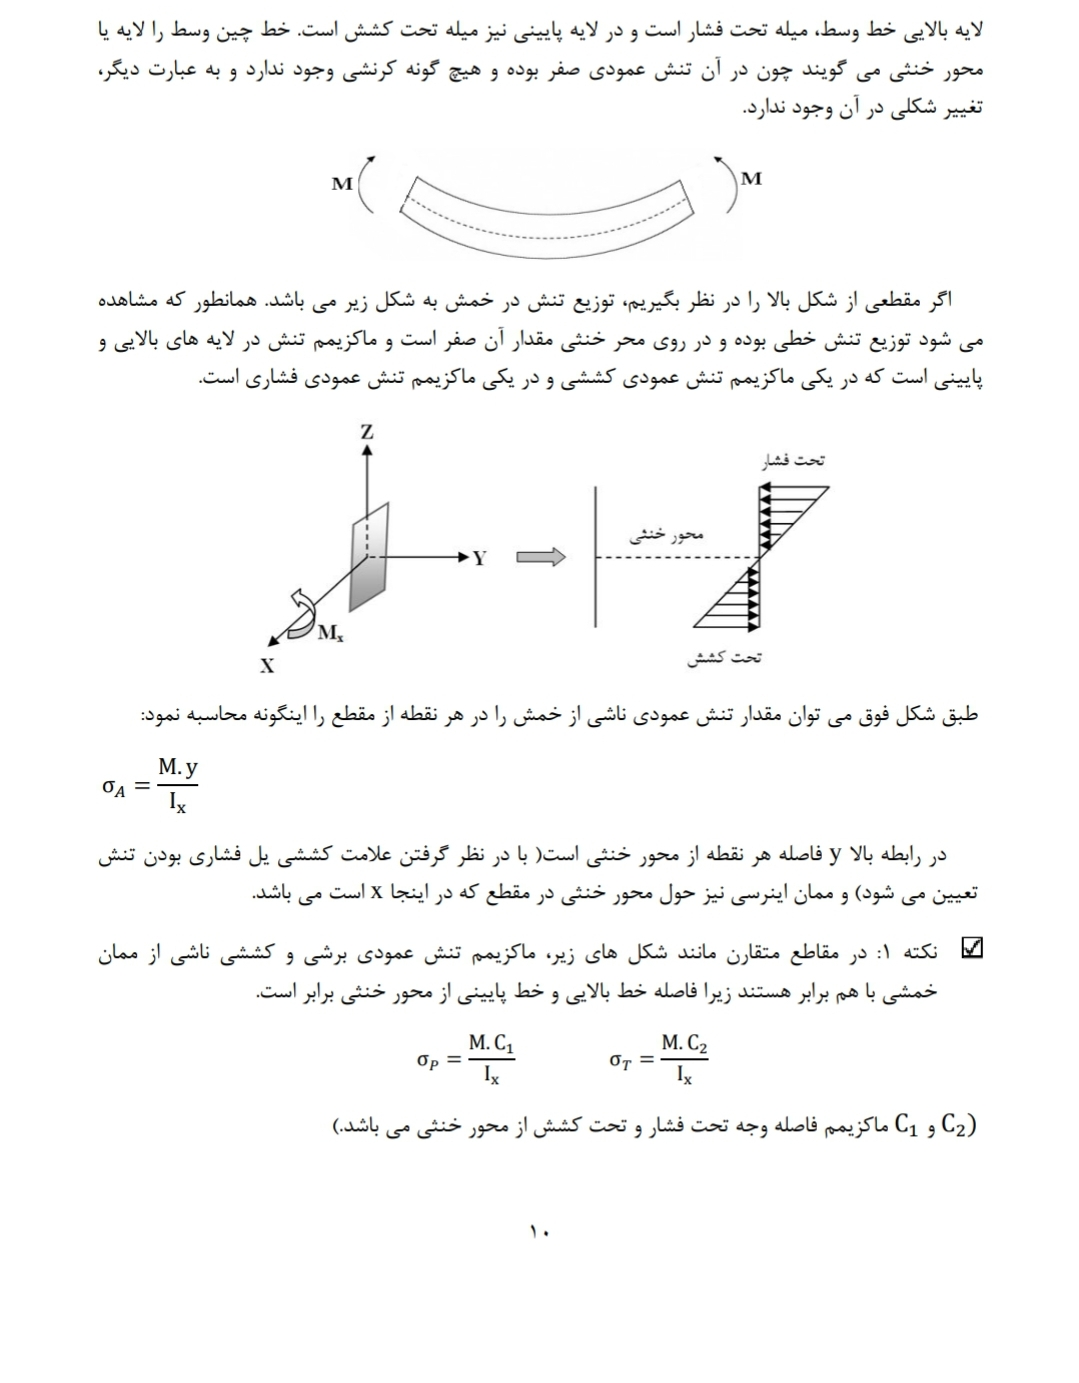 لایه بالایی خط وسط، میله تحت فشار است و در لایه پایینی نیز میله تحت کشش است. خط چین وسط را لایه یا
محور خنثی می گویند چون در آن تنش عمودی صفر بوده و هیچ گونه کرنشی وجود ندارد و به عبارت دیگر،
تغییر شکلی در آن وجود ندارد.
M M
اگر مقطعی از شکل بالا را در نظر بگیریم، توزیع تنش در خمش به شکل زیر می باشد. همانطور که مشاهده
می شود توزیع تنش خطی بوده و در روی محر خنثی مقدار آن صفر است و ماکزیمم تنش در لایه های بالایی و
پایینی است که در یکی ماکزیمم تنش عمودی کششی و در یکی ماکزیمم تنش عمودی فشاری است.
Z
تحت فشار
محور خنثی
Y
Mₓ
X
تحت کشش
طبق شکل فوق می توان مقدار تنش عمودی ناشی از خمش را در هر نقطه از مقطع را اینگونه محاسبه نمود:
σ_A = M.y / Iₓ
در رابطه بالا y فاصله هر نقطه از محور خنثی است( با در نظر گرفتن علامت کششی یل فشاری بودن تنش
تعیین می شود) و ممان اینرسی نیز حول محور خنثی در مقطع که در اینجا x است می باشد.
☑ نکته ۱: در مقاطع متقارن مانند شکل های زیر، ماکزیمم تنش عمودی برشی و کششی ناشی از ممان
خمشی با هم برابر هستند زیرا فاصله خط بالایی و خط پایینی از محور خنثی برابر است.
σ_P = M.C₁ / Iₓ σ_T = M.C₂ / Iₓ
(C₂ و C₁ ماکزیمم فاصله وجه تحت فشار و تحت کشش از محور خنثی می باشد.)
۱۰